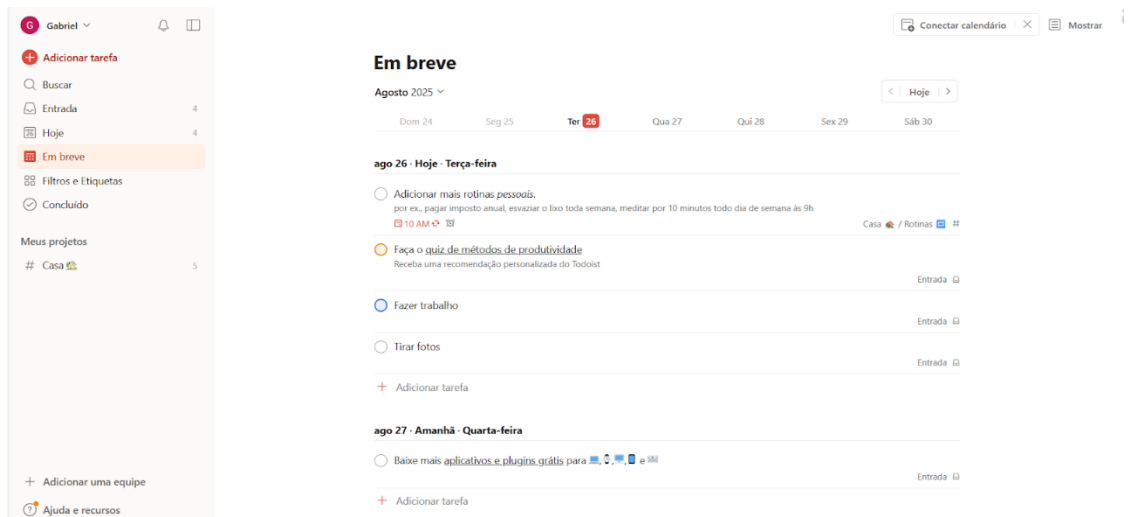 G Gabriel
Adicionar tarefa
Buscar
Entrada 4
Hoje 4
Em breve
Filtros e Etiquetas
Concluído
Meus projetos
# Casa 🏡 5
+ Adicionar uma equipe
? Ajuda e recursos
Conectar calendário
Mostrar
Em breve
Agosto 2025
Hoje
Dom 24 Seg 25 Ter 26 Qua 27 Qui 28 Sex 29 Sáb 30
ago 26 · Hoje · Terça-feira
Adicionar mais rotinas pessoais.
por ex., pagar imposto anual, esvaziar o lixo toda semana, meditar por 10 minutos todo dia de semana às 9h
10 AM
Casa 🏡 / Rotinas 🔄 #
Faça o quiz de métodos de produtividade
Receba uma recomendação personalizada do Todoist
Entrada
Fazer trabalho
Entrada
Tirar fotos
Entrada
+ Adicionar tarefa
ago 27 · Amanhã · Quarta-feira
Baixe mais aplicativos e plugins grátis para 💻, ⌚, 🖥, 📱 e 📧
Entrada
+ Adicionar tarefa